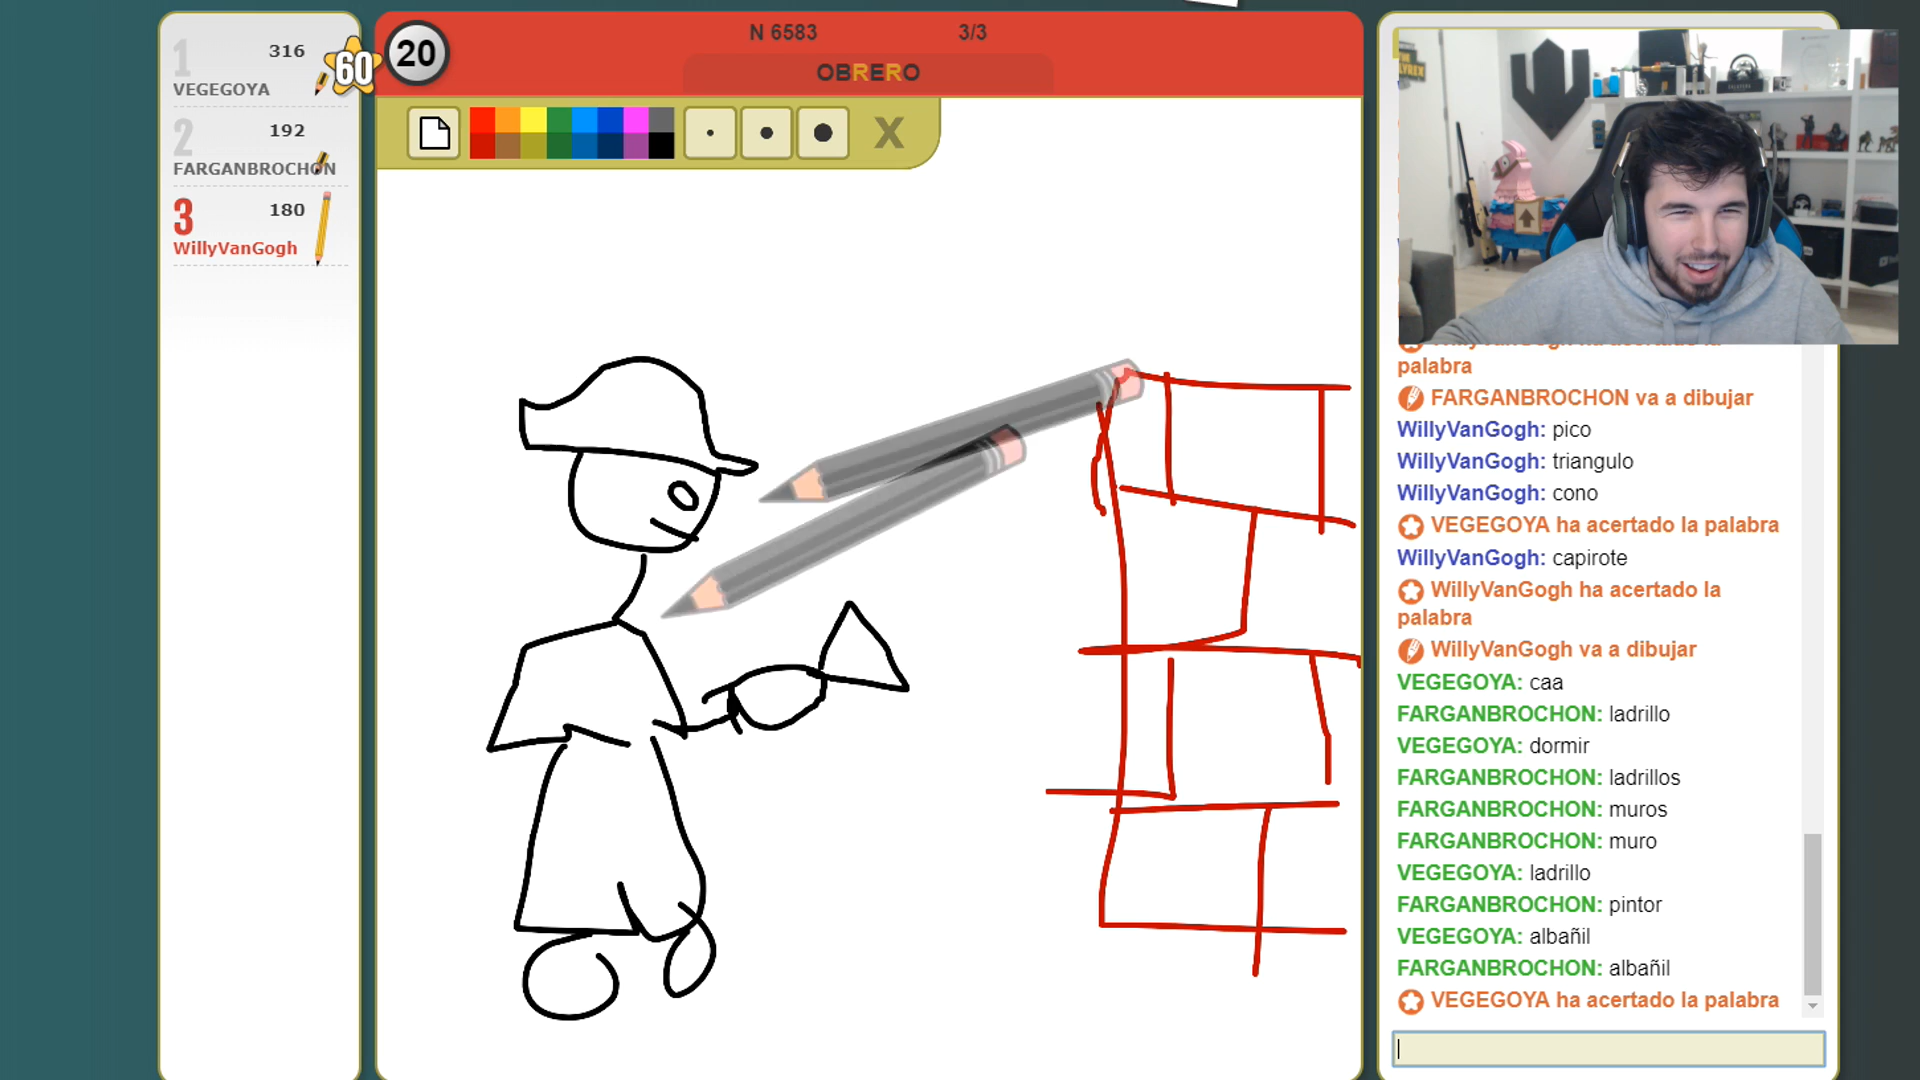 1
316
VEGEGOYA
60
2
192
FARGANBROCHON
3
180
WillyVanGogh
20
N 6583
3/3
OBRERO
X
palabra
FARGANBROCHON va a dibujar
WillyVanGogh: pico
WillyVanGogh: triangulo
WillyVanGogh: cono
VEGEGOYA ha acertado la palabra
WillyVanGogh: capirote
WillyVanGogh ha acertado la
palabra
WillyVanGogh va a dibujar
VEGEGOYA: caa
FARGANBROCHON: ladrillo
VEGEGOYA: dormir
FARGANBROCHON: ladrillos
FARGANBROCHON: muros
FARGANBROCHON: muro
VEGEGOYA: ladrillo
FARGANBROCHON: pintor
VEGEGOYA: albañil
FARGANBROCHON: albañil
VEGEGOYA ha acertado la palabra